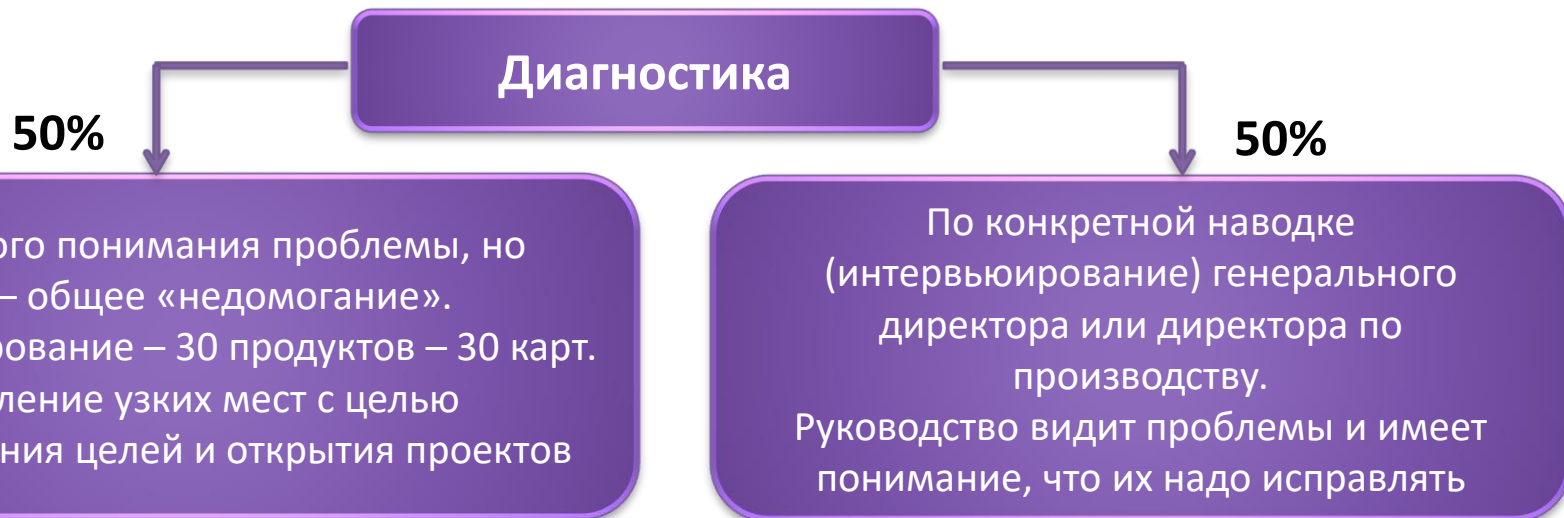 Диагностика
50%
50%
ого понимания проблемы, но
– общее «недомогание».
рование – 30 продуктов – 30 карт.
ление узких мест с целью
ния целей и открытия проектов
По конкретной наводке
(интервьюирование) генерального
директора или директора по
производству.
Руководство видит проблемы и имеет
понимание, что их надо исправлять